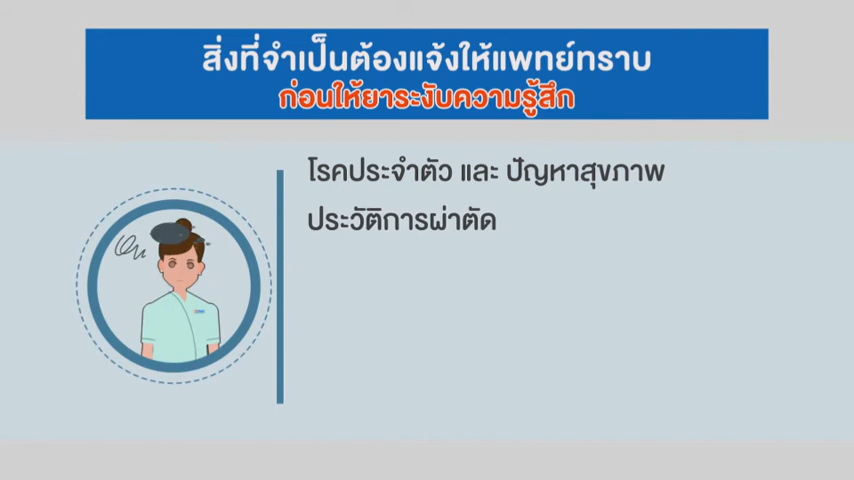 สิ่งที่จำเป็นต้องแจ้งให้แพทย์ทราบ
ก่อนให้ยาระงับความรู้สึก
โรคประจำตัว และ ปัญหาสุขภาพ
ประวัติการผ่าตัด